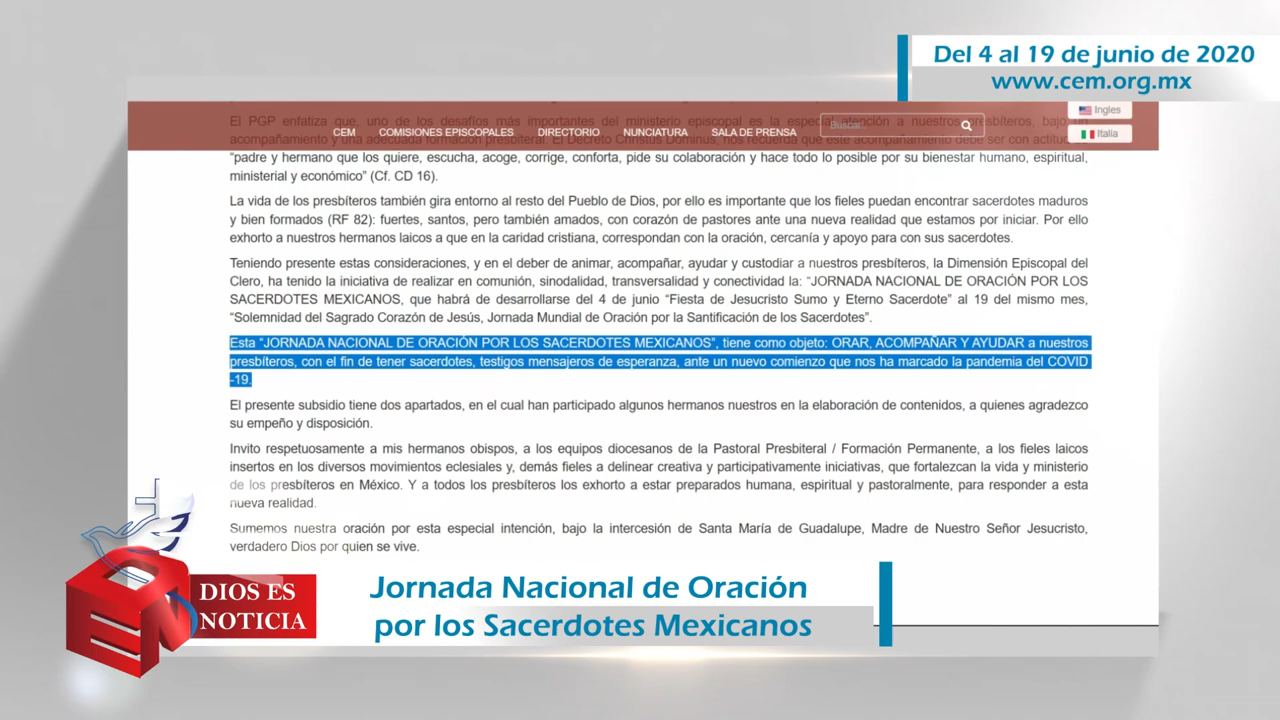 Del 4 al 19 de junio de 2020
www.cem.org.mx
Ingles
Italia
CEM COMISIONES EPISCOPALES DIRECTORIO NUNCIATURA SALA DE PRENSA Buscar...
El PGP enfatiza que, uno de los desafíos más importantes del ministerio episcopal es la especial atención a nuestros presbíteros, bajo un
acompañamiento y una adecuada formación presbiteral. El Decreto Christus Dominus, nos recuerda que este acompañamiento debe ser con actitud de
“padre y hermano que los quiere, escucha, acoge, corrige, conforta, pide su colaboración y hace todo lo posible por su bienestar humano, espiritual,
ministerial y económico” (Cf. CD 16).
La vida de los presbíteros también gira entorno al resto del Pueblo de Dios, por ello es importante que los fieles puedan encontrar sacerdotes maduros
y bien formados (RF 82): fuertes, santos, pero también amados, con corazón de pastores ante una nueva realidad que estamos por iniciar. Por ello
exhorto a nuestros hermanos laicos a que en la caridad cristiana, correspondan con la oración, cercanía y apoyo para con sus sacerdotes.
Teniendo presente estas consideraciones, y en el deber de animar, acompañar, ayudar y custodiar a nuestros presbíteros, la Dimensión Episcopal del
Clero, ha tenido la iniciativa de realizar en comunión, sinodalidad, transversalidad y conectividad la: “JORNADA NACIONAL DE ORACIÓN POR LOS
SACERDOTES MEXICANOS, que habrá de desarrollarse del 4 de junio “Fiesta de Jesucristo Sumo y Eterno Sacerdote” al 19 del mismo mes,
“Solemnidad del Sagrado Corazón de Jesús, Jornada Mundial de Oración por la Santificación de los Sacerdotes”.
Esta “JORNADA NACIONAL DE ORACIÓN POR LOS SACERDOTES MEXICANOS”, tiene como objeto: ORAR, ACOMPAÑAR Y AYUDAR a nuestros
presbíteros, con el fin de tener sacerdotes, testigos mensajeros de esperanza, ante un nuevo comienzo que nos ha marcado la pandemia del COVID
-19.
El presente subsidio tiene dos apartados, en el cual han participado algunos hermanos nuestros en la elaboración de contenidos, a quienes agradezco
su empeño y disposición.
Invito respetuosamente a mis hermanos obispos, a los equipos diocesanos de la Pastoral Presbiteral / Formación Permanente, a los fieles laicos
insertos en los diversos movimientos eclesiales y, demás fieles a delinear creativa y participativamente iniciativas, que fortalezcan la vida y ministerio
de los presbíteros en México. Y a todos los presbíteros los exhorto a estar preparados humana, espiritual y pastoralmente, para responder a esta
nueva realidad.
Sumemos nuestra oración por esta especial intención, bajo la intercesión de Santa María de Guadalupe, Madre de Nuestro Señor Jesucristo,
verdadero Dios por quien se vive.
DEN
DIOS ES
NOTICIA
Jornada Nacional de Oración
por los Sacerdotes Mexicanos